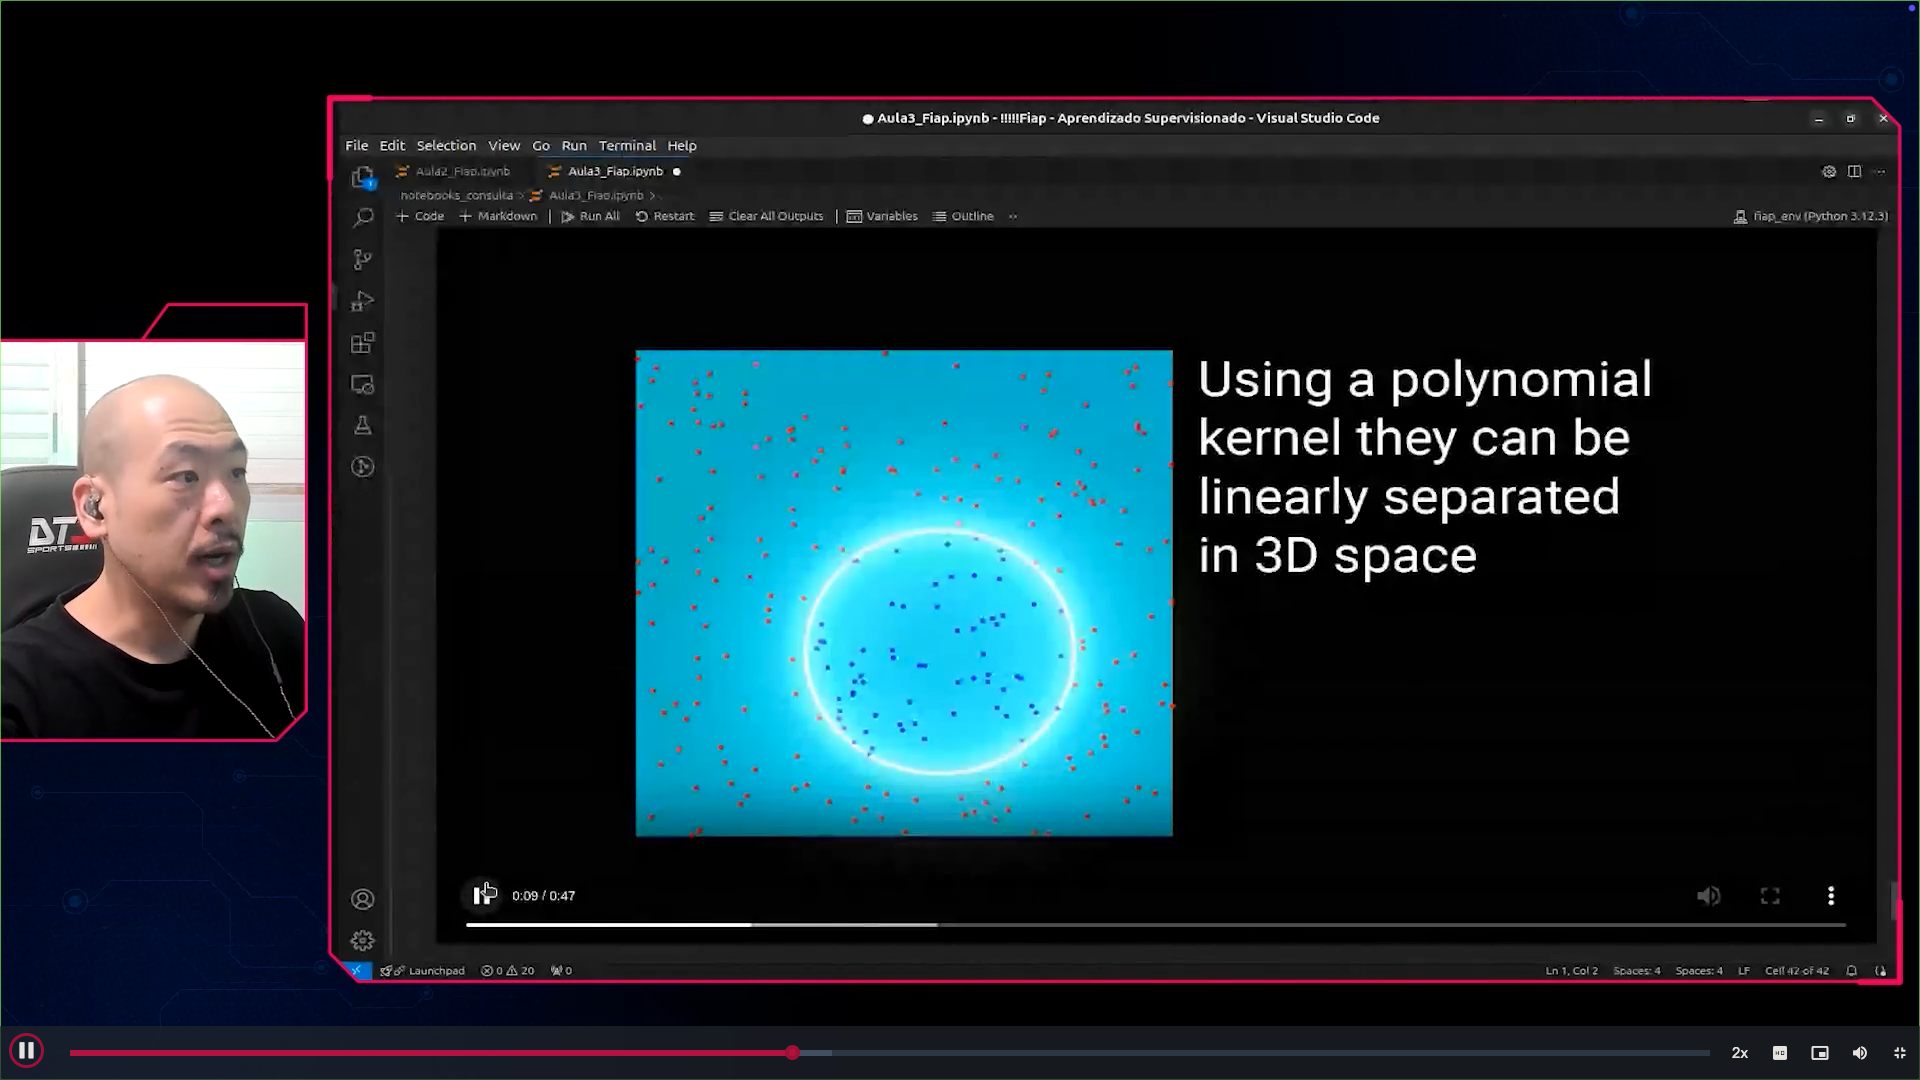 Aula3_Fiap.ipynb - !!!!!Fiap - Aprendizado Supervisionado - Visual Studio Code
File Edit Selection View Go Run Terminal Help
Aula2_Fiap.ipynb Aula3_Fiap.ipynb
notebooks_consulta > Aula3_Fiap.ipynb >
+ Code + Markdown | Run All Restart Clear All Outputs | Variables Outline ...
fiap_env (Python 3.12.3)
Using a polynomial
kernel they can be
linearly separated
in 3D space
DT3
SPORTS
0:09 / 0:47
Launchpad 0 20 0
Ln 1, Col 2 Spaces: 4 Spaces: 4 LF Cell 42 of 42
2x HD